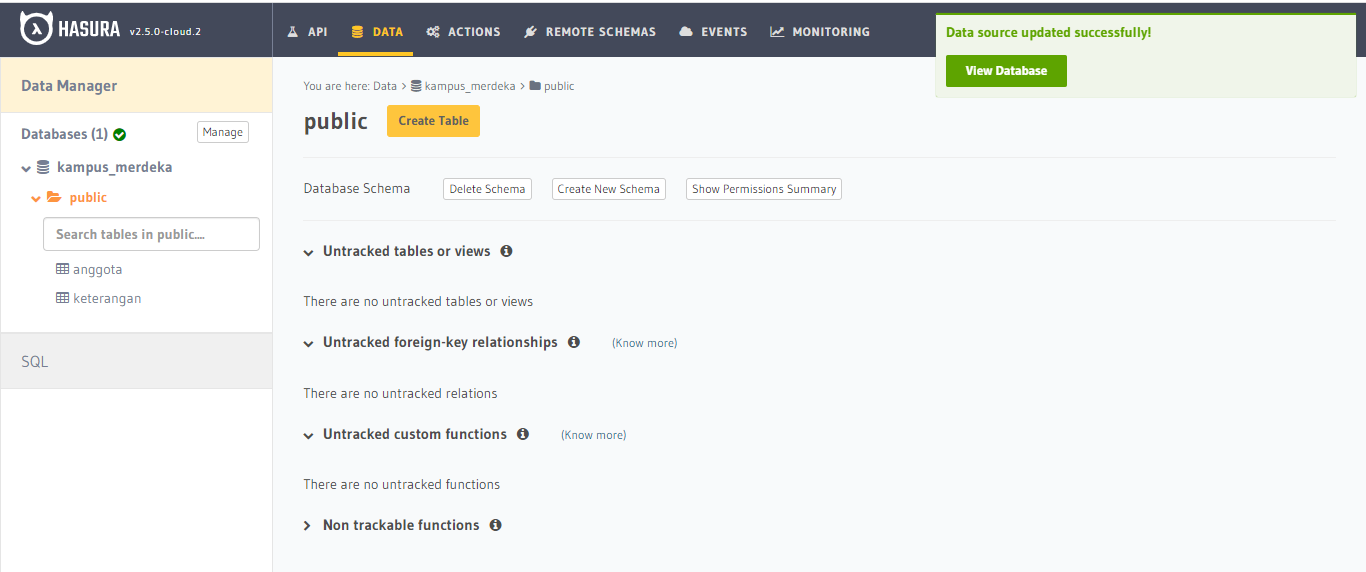 HASURA v2.5.0-cloud.2
API DATA ACTIONS REMOTE SCHEMAS EVENTS MONITORING
Data source updated successfully!
View Database
Data Manager
Databases (1) Manage
kampus_merdeka
public
Search tables in public....
anggota
keterangan
SQL
You are here: Data > kampus_merdeka > public
public Create Table
Database Schema Delete Schema Create New Schema Show Permissions Summary
Untracked tables or views
There are no untracked tables or views
Untracked foreign-key relationships (Know more)
There are no untracked relations
Untracked custom functions (Know more)
There are no untracked functions
Non trackable functions